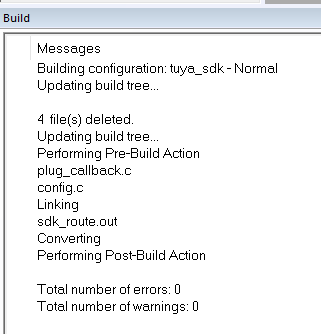 Build
Messages
Building configuration: tuya_sdk - Normal
Updating build tree...
4 file(s) deleted.
Updating build tree...
Performing Pre-Build Action
plug_callback.c
config.c
Linking
sdk_route.out
Converting
Performing Post-Build Action
Total number of errors: 0
Total number of warnings: 0